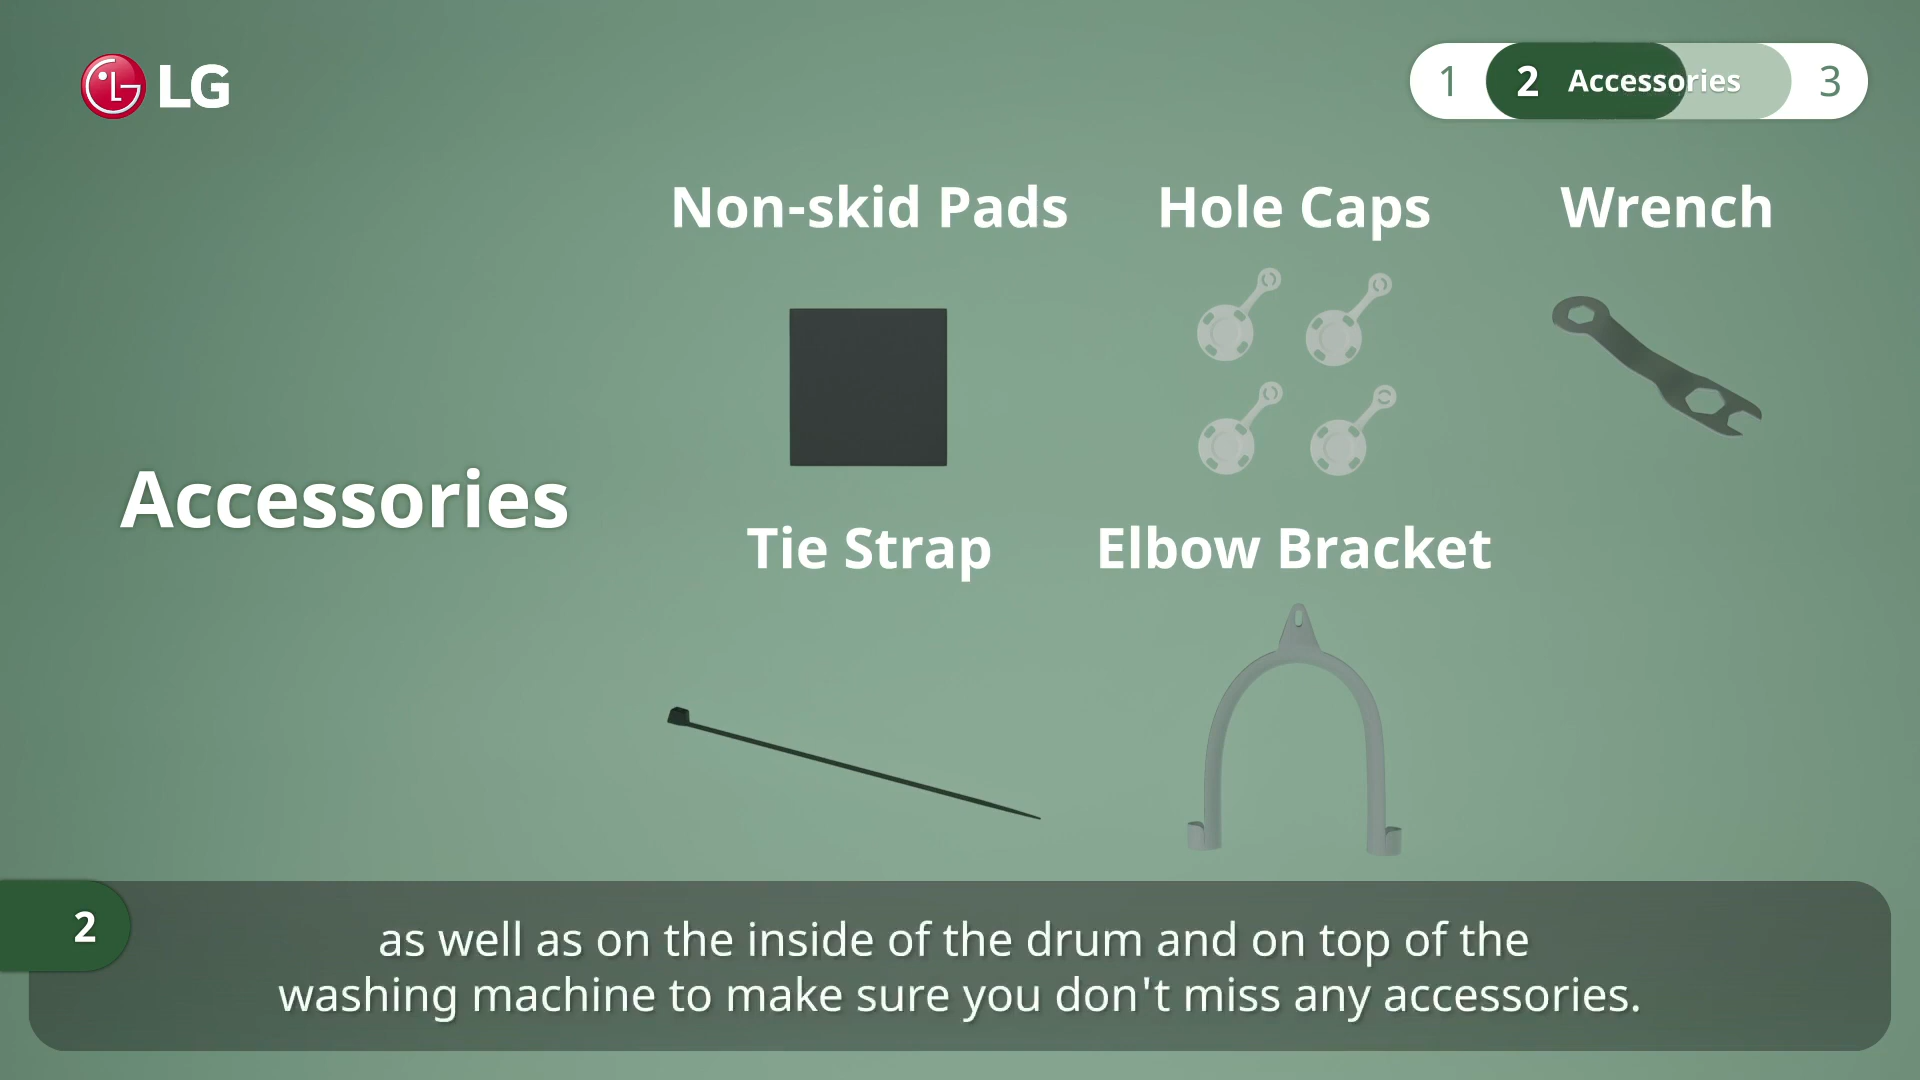 LG
1 2 Accessories 3
Non-skid Pads
Hole Caps
Wrench
Accessories
Tie Strap
Elbow Bracket
2
as well as on the inside of the drum and on top of the
washing machine to make sure you don't miss any accessories.